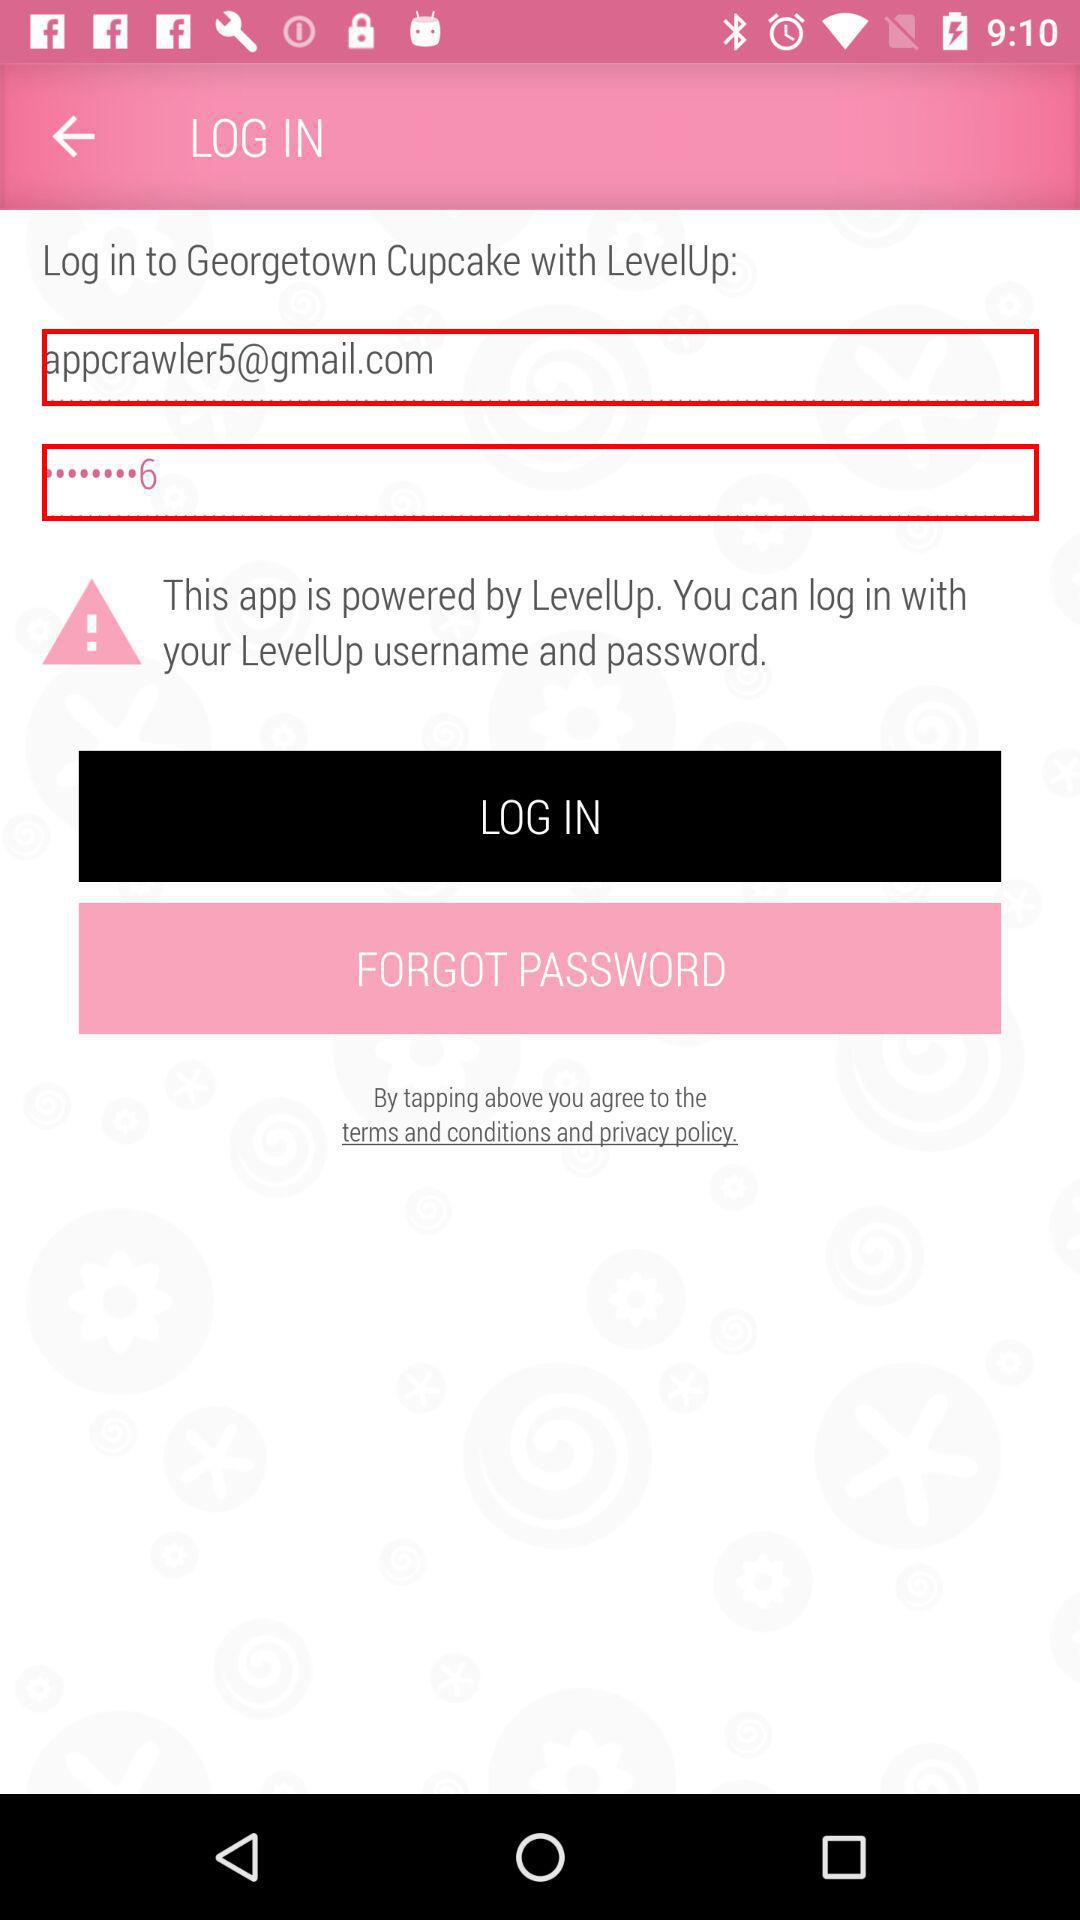 9:10
LOG IN
Log in to Georgetown Cupcake with LevelUp:
appcrawler5@gmail.com
••••••••6
This app is powered by LevelUp. You can log in with
your LevelUp username and password.
LOG IN
FORGOT PASSWORD
By tapping above you agree to the
terms and conditions and privacy policy.